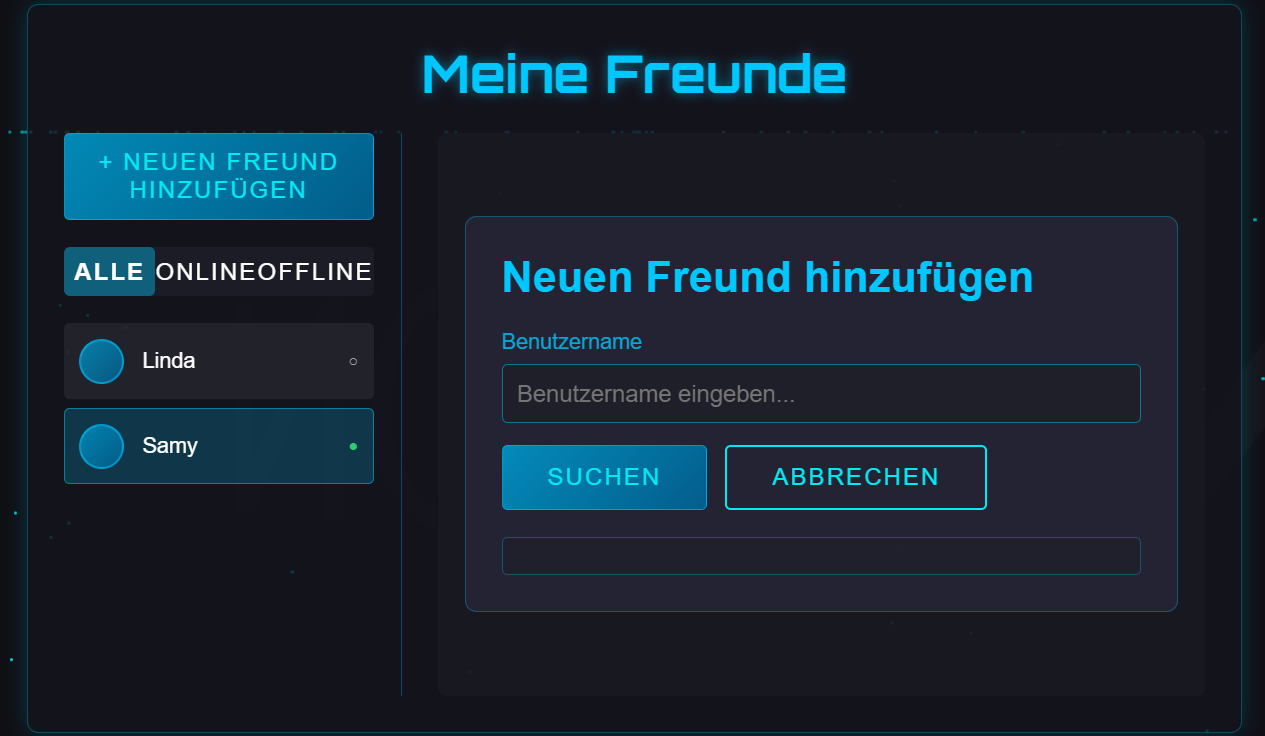 Meine Freunde
+ NEUEN FREUND
HINZUFÜGEN
ALLE ONLINEOFFLINE
Linda
Samy
Neuen Freund hinzufügen
Benutzername
Benutzername eingeben...
SUCHEN ABBRECHEN